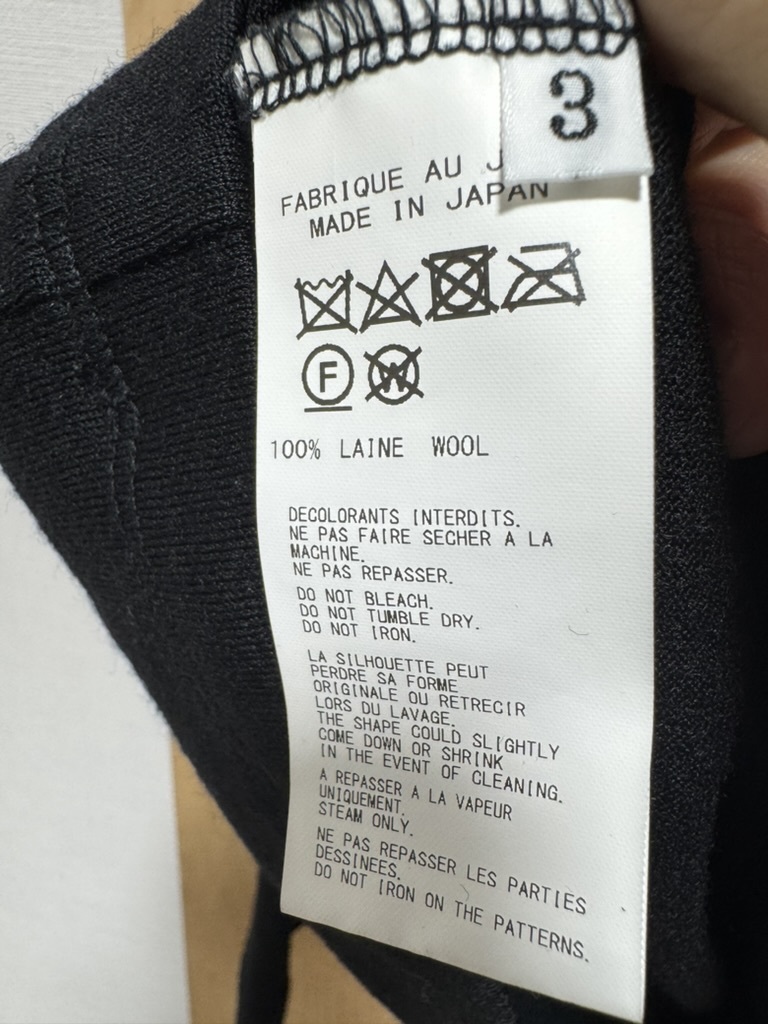 3
FABRIQUE AU J
MADE IN JAPAN
F W
100% LAINE WOOL
DECOLORANTS INTERDITS.
NE PAS FAIRE SECHER A LA
MACHINE.
NE PAS REPASSER.
DO NOT BLEACH.
DO NOT TUMBLE DRY.
DO NOT IRON.
LA SILHOUETTE PEUT
PERDRE SA FORME
ORIGINALE OU RETRECIR
LORS DU LAVAGE.
THE SHAPE COULD SLIGHTLY
COME DOWN OR SHRINK
IN THE EVENT OF CLEANING.
A REPASSER A LA VAPEUR
UNIQUEMENT.
STEAM ONLY.
NE PAS REPASSER LES PARTIES
DESSINEES.
DO NOT IRON ON THE PATTERNS.